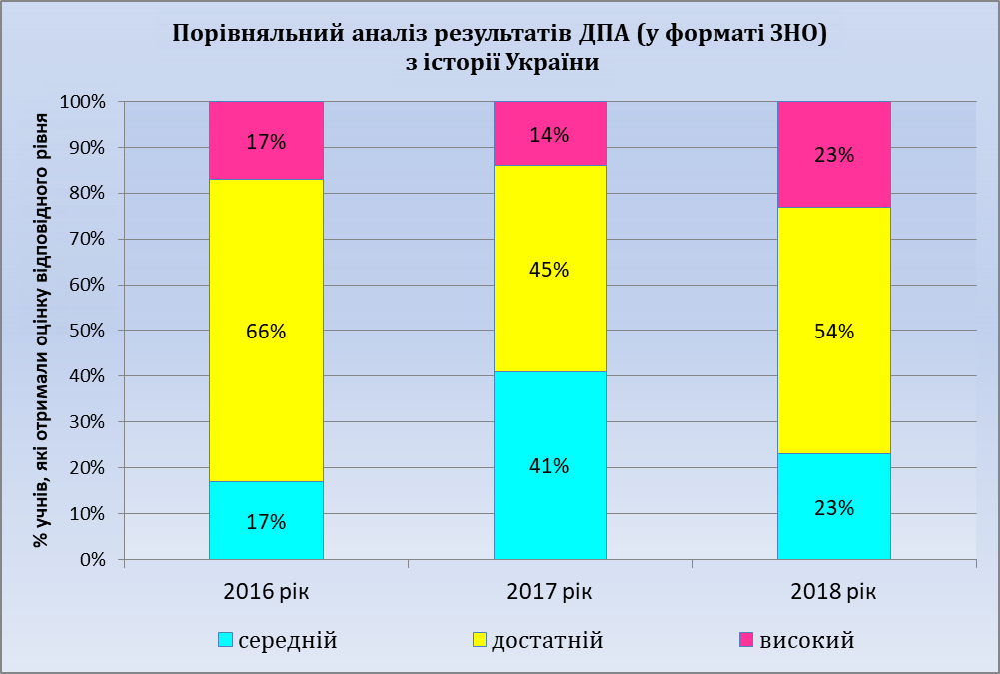 Порівняльний аналіз результатів ДПА (у форматі ЗНО)
з історії України
% учнів, які отримали оцінку відповідного рівня
100%
90%
80%
70%
60%
50%
40%
30%
20%
10%
0%
17%
66%
17%
14%
45%
41%
23%
54%
23%
2016 рік
2017 рік
2018 рік
середній
достатній
високий